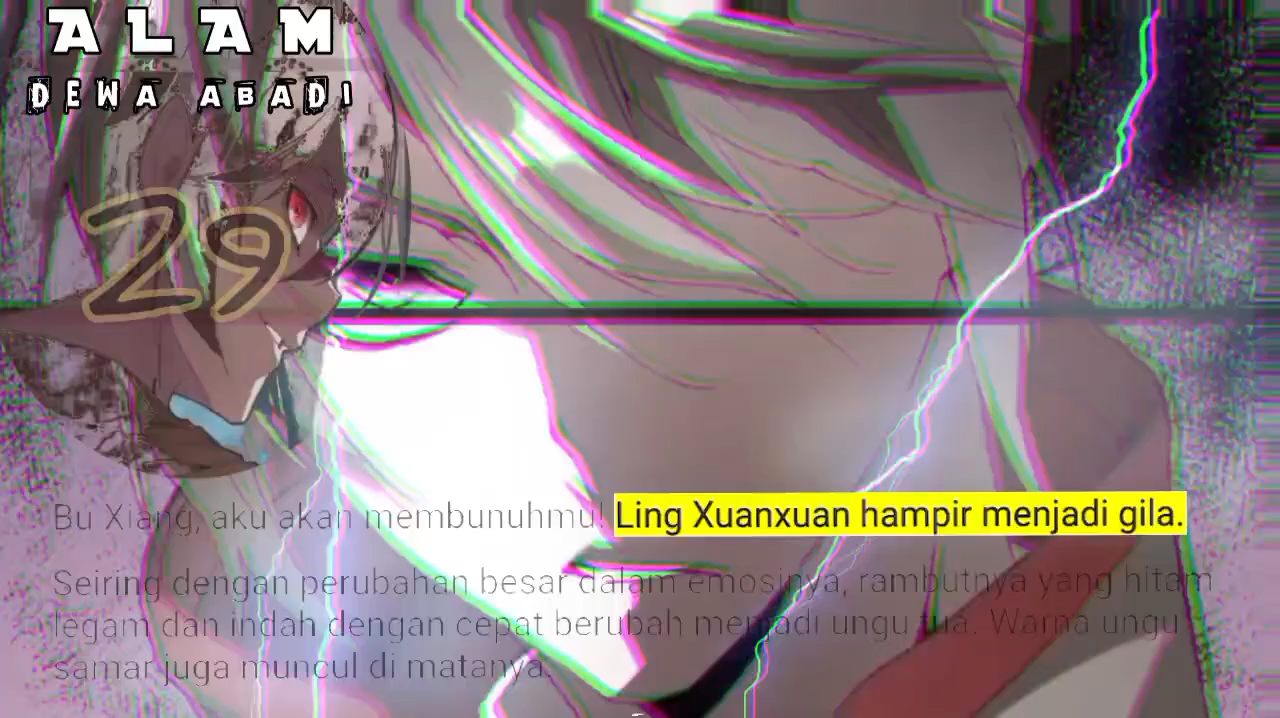 ALAM
DEWA ABADI
29
Bu Xiang, aku akan membunuhmu! Ling Xuanxuan hampir menjadi gila.
Seiring dengan perubahan besar dalam emosinya, rambutnya yang hitam
legam dan indah dengan cepat berubah menjadi ungu tua. Warna ungu
samar juga muncul di matanya.